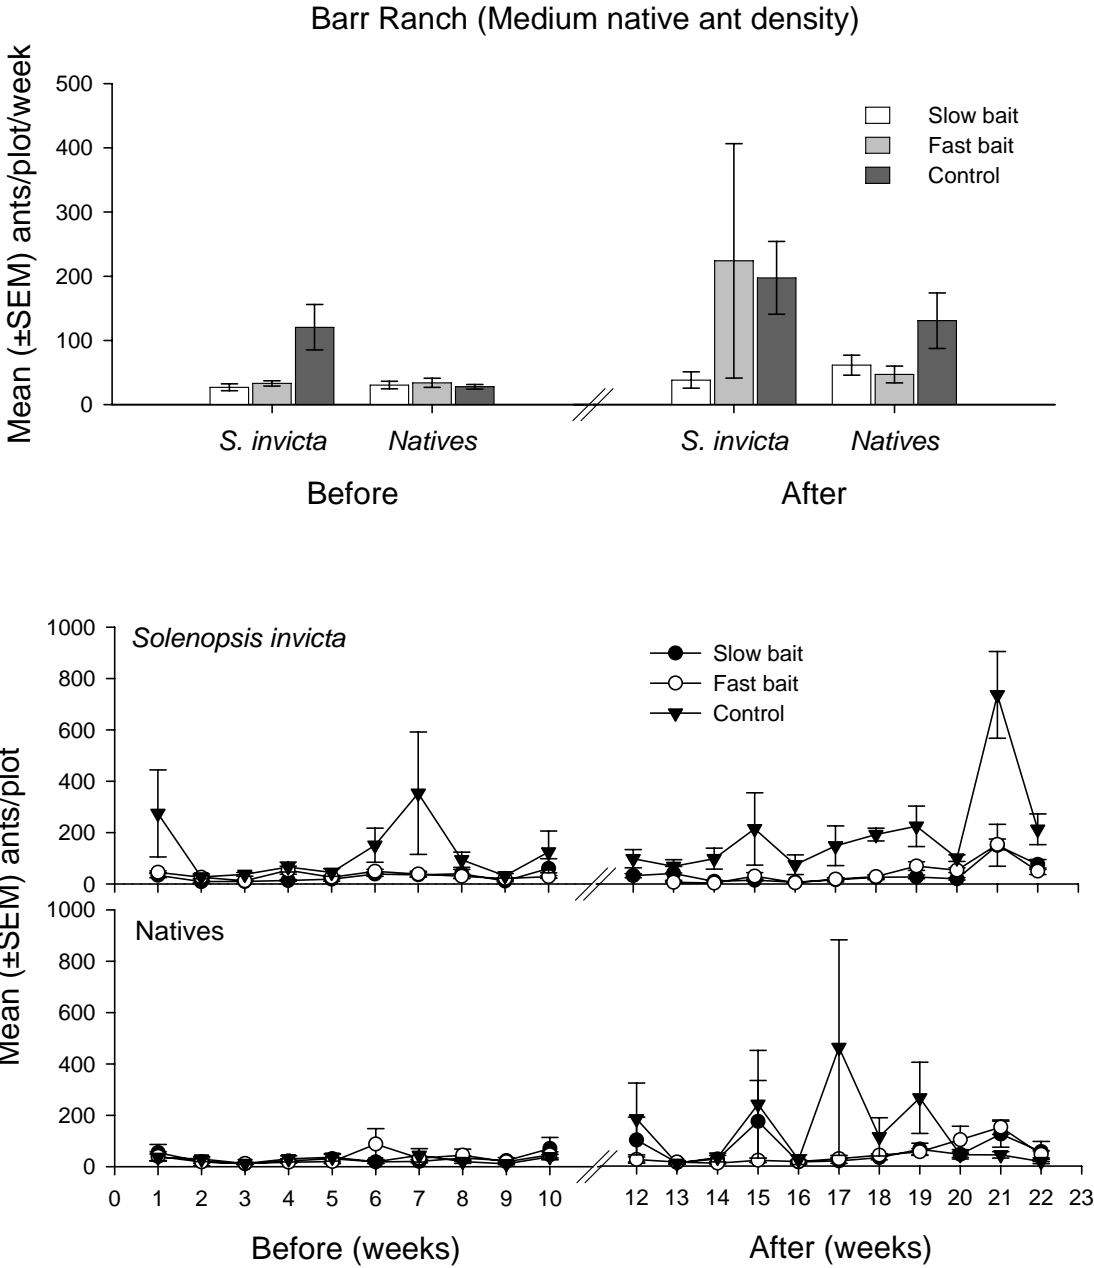 Barr Ranch (Medium native ant density)
Mean (±SEM) ants/plot/week
500
400
300
200
100
0
Slow bait
Fast bait
Control
S. invicta
Natives
S. invicta
Natives
Before
After
Mean (±SEM) ants/plot
1000
800
600
400
200
0
Solenopsis invicta
Slow bait
Fast bait
Control
1000
800
600
400
200
0
Natives
0 1 2 3 4 5 6 7 8 9 10 12 13 14 15 16 17 18 19 20 21 22 23
Before (weeks)
After (weeks)